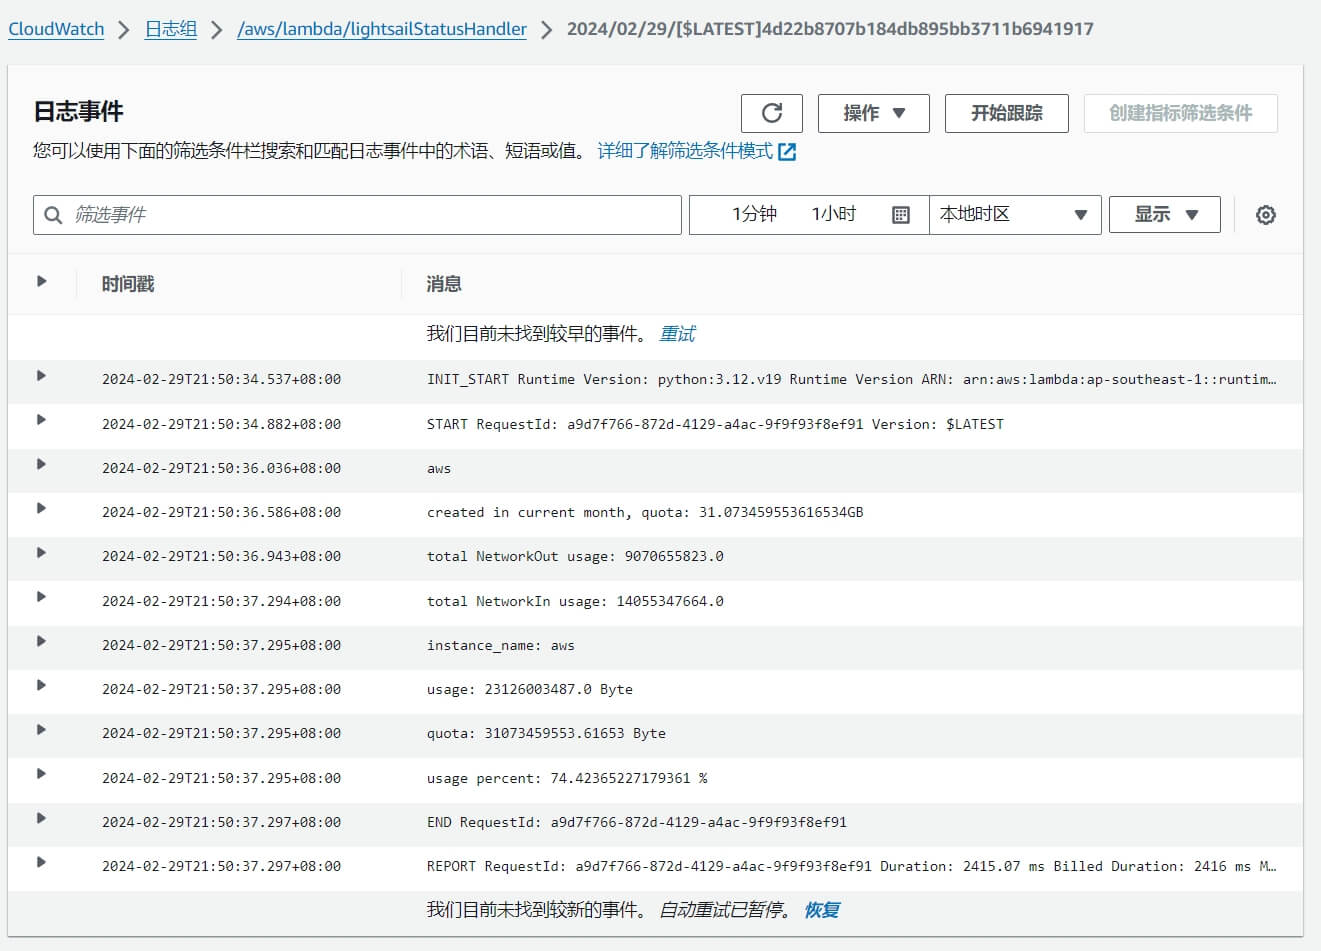 CloudWatch > 日志组 > /aws/lambda/lightsailStatusHandler > 2024/02/29/[$LATEST]4d22b8707b184db895bb3711b6941917
日志事件 操作 开始跟踪 创建指标筛选条件
您可以使用下面的筛选条件栏搜索和匹配日志事件中的术语、短语或值。 详细了解筛选条件模式
筛选事件 1分钟 1小时 本地时区 显示
时间戳 消息
我们目前未找到较早的事件。 重试
2024-02-29T21:50:34.537+08:00 INIT_START Runtime Version: python:3.12.v19 Runtime Version ARN: arn:aws:lambda:ap-southeast-1::runtim…
2024-02-29T21:50:34.882+08:00 START RequestId: a9d7f766-872d-4129-a4ac-9f9f93f8ef91 Version: $LATEST
2024-02-29T21:50:36.036+08:00 aws
2024-02-29T21:50:36.586+08:00 created in current month, quota: 31.073459553616534GB
2024-02-29T21:50:36.943+08:00 total NetworkOut usage: 9070655823.0
2024-02-29T21:50:37.294+08:00 total NetworkIn usage: 14055347664.0
2024-02-29T21:50:37.295+08:00 instance_name: aws
2024-02-29T21:50:37.295+08:00 usage: 23126003487.0 Byte
2024-02-29T21:50:37.295+08:00 quota: 31073459553.61653 Byte
2024-02-29T21:50:37.295+08:00 usage percent: 74.42365227179361 %
2024-02-29T21:50:37.297+08:00 END RequestId: a9d7f766-872d-4129-a4ac-9f9f93f8ef91
2024-02-29T21:50:37.297+08:00 REPORT RequestId: a9d7f766-872d-4129-a4ac-9f9f93f8ef91 Duration: 2415.07 ms Billed Duration: 2416 ms M…
我们目前未找到较新的事件。 自动重试已暂停。 恢复